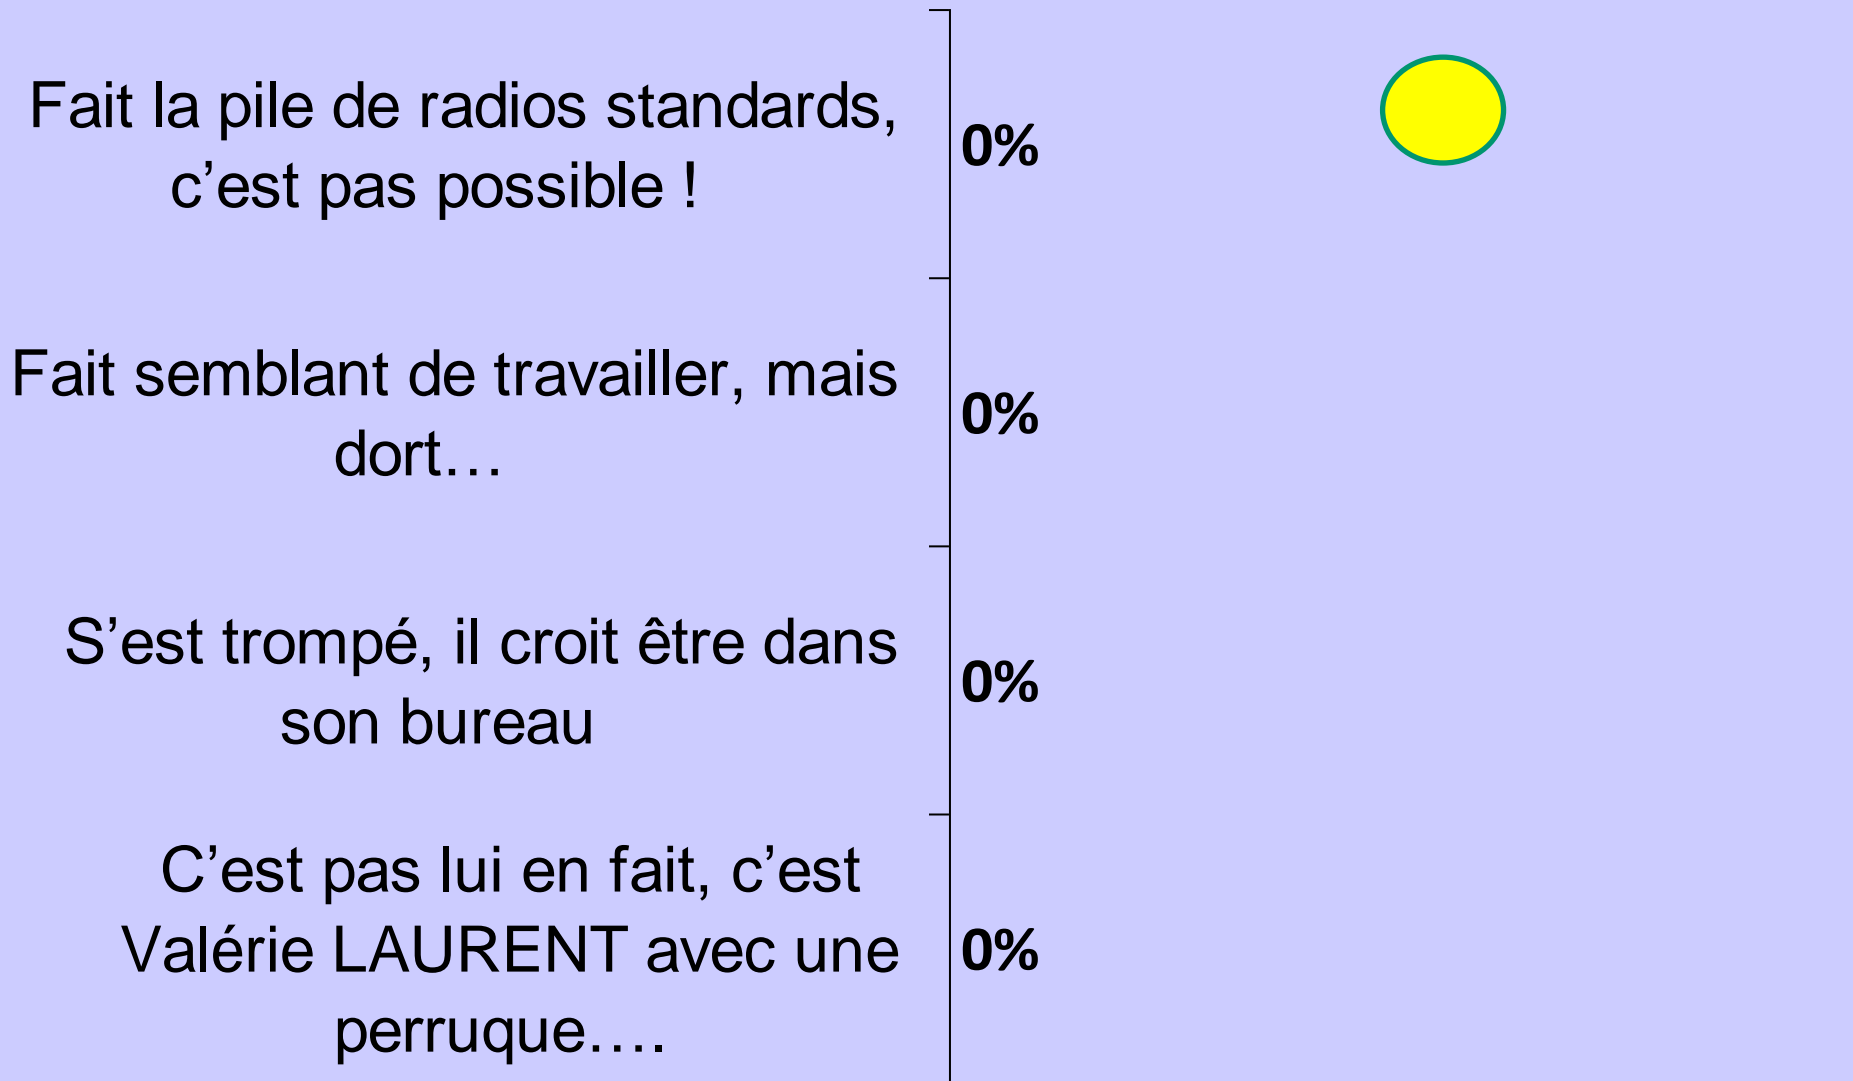 Fait la pile de radios standards,
c’est pas possible !
0%
Fait semblant de travailler, mais
dort…
0%
S’est trompé, il croit être dans
son bureau
0%
C’est pas lui en fait, c’est
Valérie LAURENT avec une
perruque….
0%